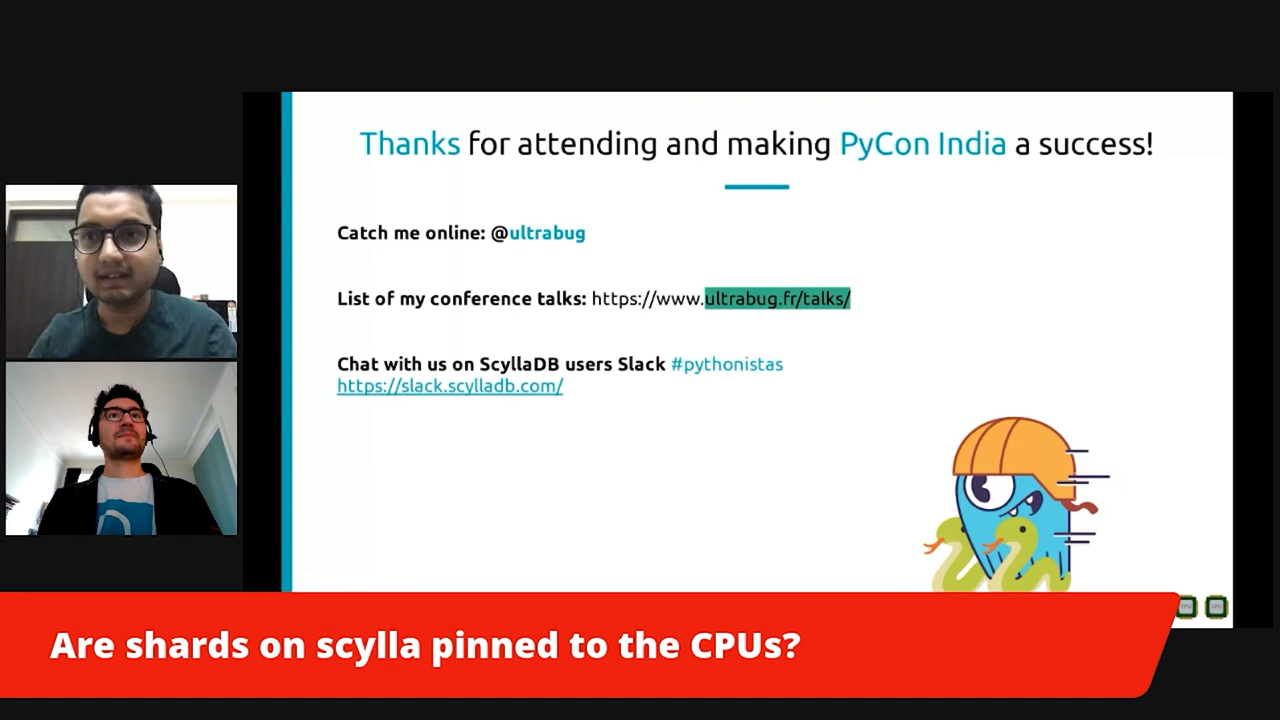 Thanks for attending and making PyCon India a success!
Catch me online: @ultrabug
List of my conference talks: https://www.ultrabug.fr/talks/
Chat with us on ScyllaDB users Slack #pythonistas
https://slack.scylladb.com/
Are shards on scylla pinned to the CPUs?